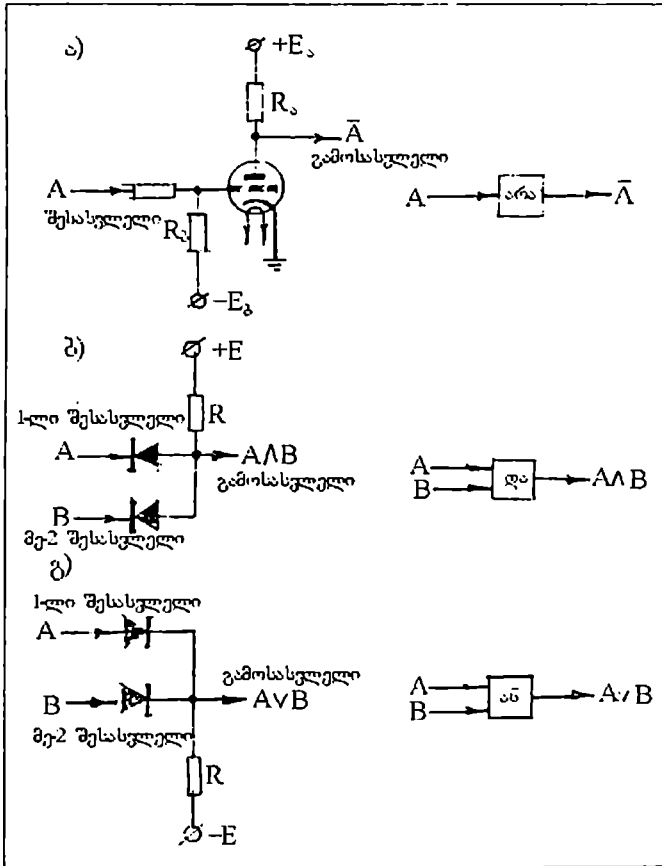 ა)
+Eა
Rა
Ā
გამოსასვლელი
A
შესასვლელი
Rბ
−Eბ
A
არა
Ā
ბ)
+E
R
1-ლი შესასვლელი
A
A∧B
გამოსასვლელი
B
მე-2 შესასვლელი
A
B
და
A∧B
გ)
1-ლი შესასვლელი
A
გამოსასვლელი
B
A∨B
მე-2 შესასვლელი
R
−E
A
B
ან
A∨B